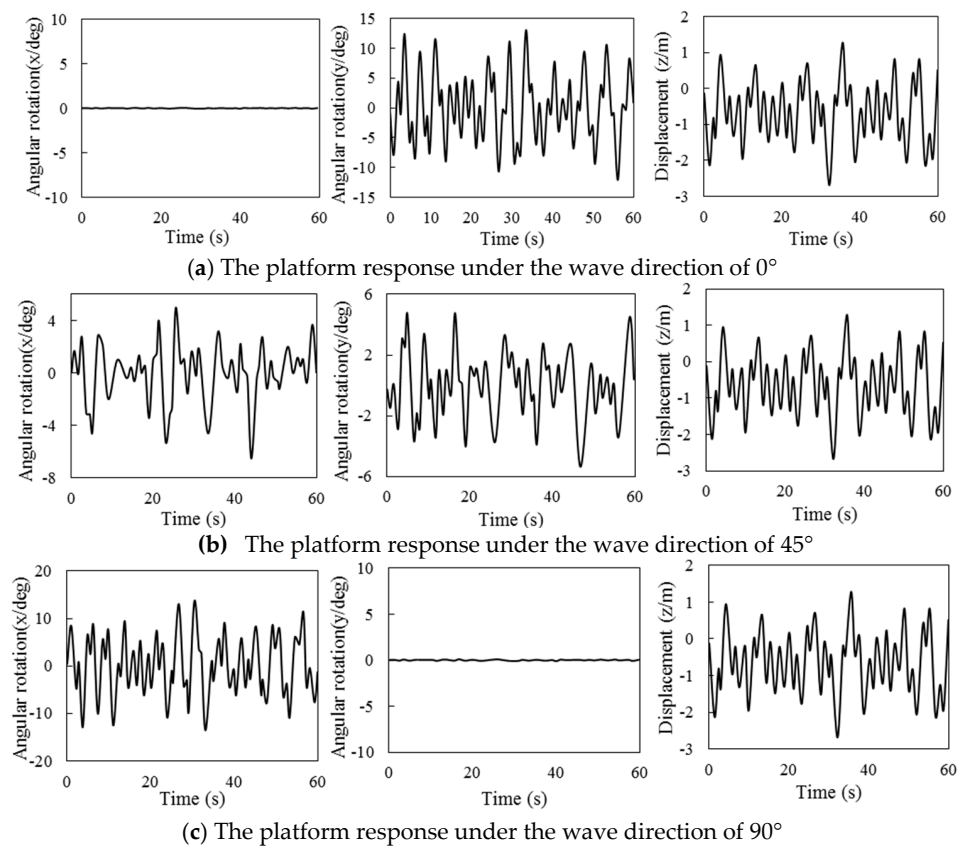 Angular rotation(x/deg)
10
5
0
-5
-10
0 20 40 60
Time (s)
Angular rotation(y/deg)
15
10
5
0
-5
-10
-15
0 10 20 30 40 50 60
Time (s)
Displacement (z/m)
2
1
0
-1
-2
-3
0 20 40 60
Time (s)
(a) The platform response under the wave direction of 0°
Angular rotation(x/deg)
4
0
-4
-8
0 20 40 60
Time (s)
Angular rotation(y/deg)
6
2
-2
-6
0 20 40 60
Time (s)
Displacement (z/m)
2
1
0
-1
-2
-3
0 20 40 60
Time (s)
(b) The platform response under the wave direction of 45°
Angular rotation(x/deg)
20
10
0
-10
-20
0 20 40 60
Time (s)
Angular rotation(y/deg)
10
5
0
-5
-10
0 20 40 60
Time (s)
Displacement (z/m)
2
1
0
-1
-2
-3
0 20 40 60
Time (s)
(c) The platform response under the wave direction of 90°